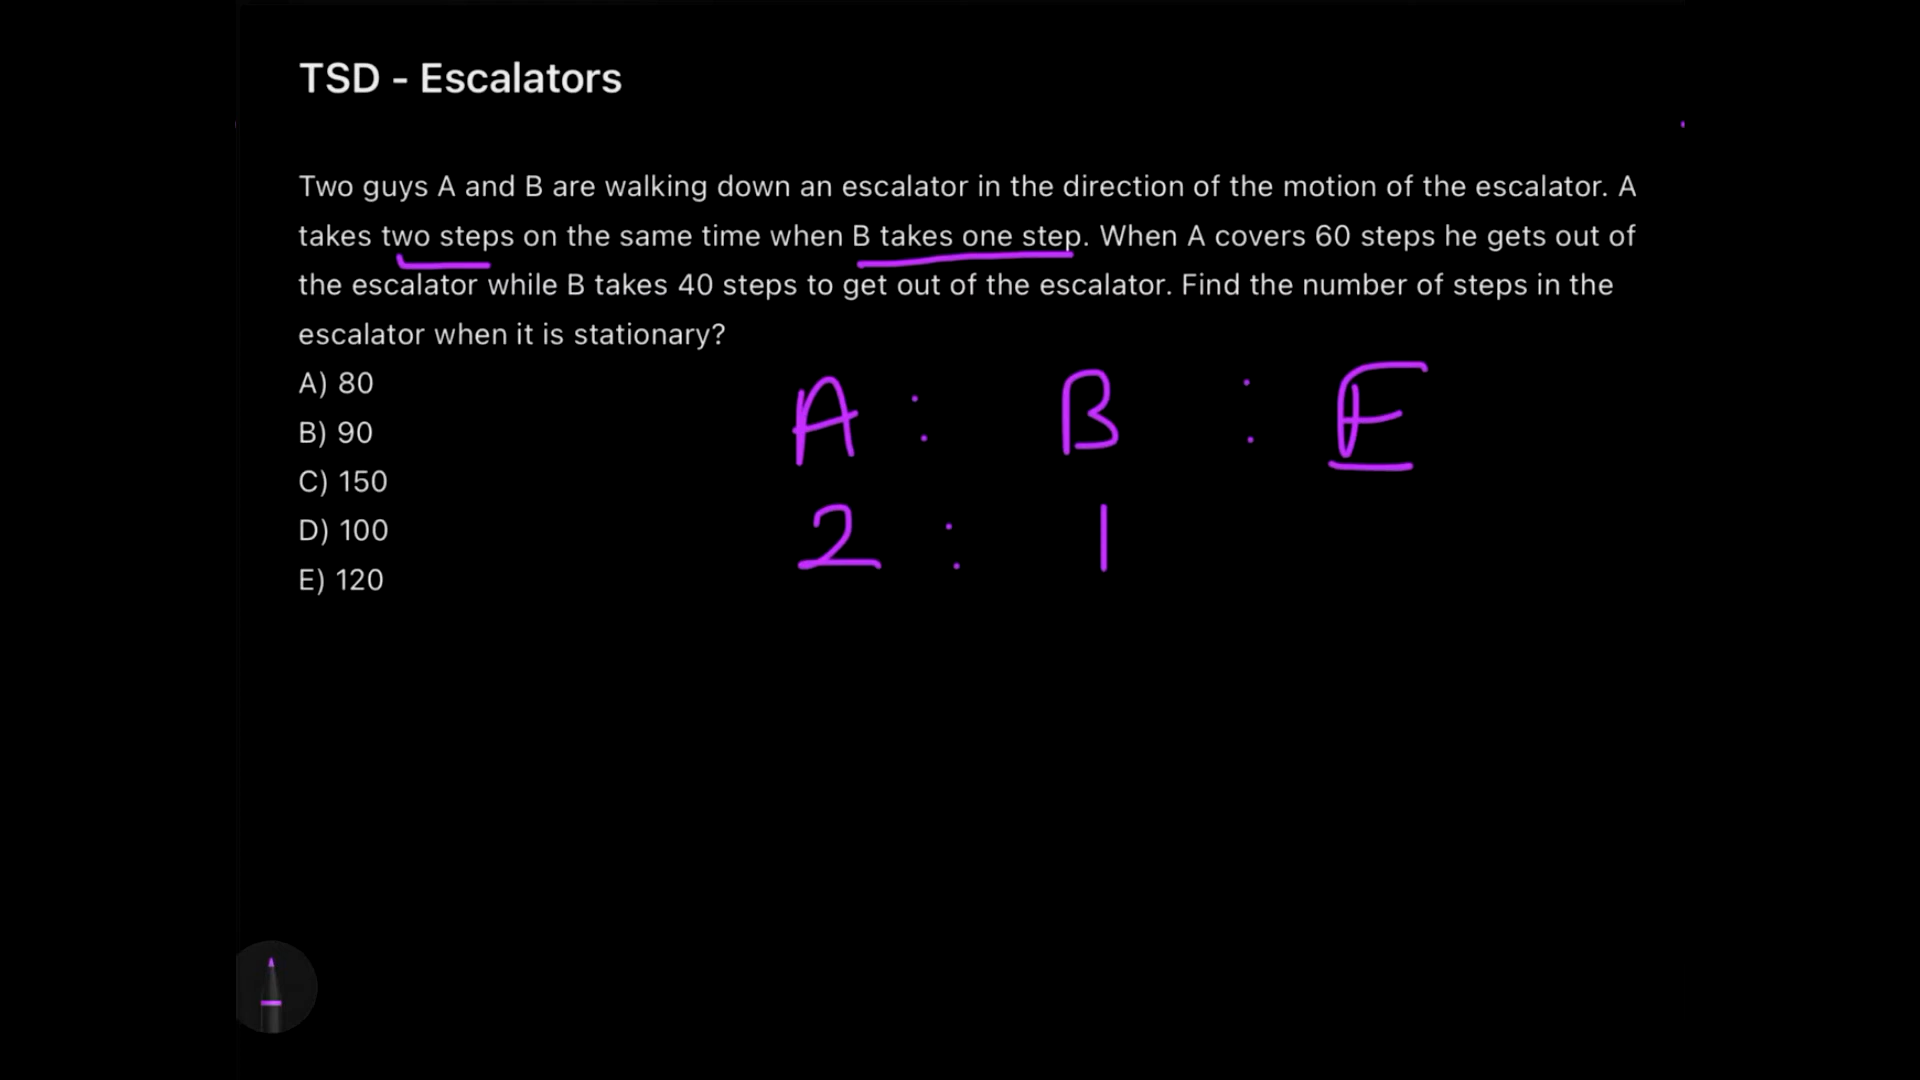 TSD - Escalators
Two guys A and B are walking down an escalator in the direction of the motion of the escalator. A
takes two steps on the same time when B takes one step. When A covers 60 steps he gets out of
the escalator while B takes 40 steps to get out of the escalator. Find the number of steps in the
escalator when it is stationary?
A) 80
B) 90
C) 150
D) 100
E) 120
A : B : E
2 : 1